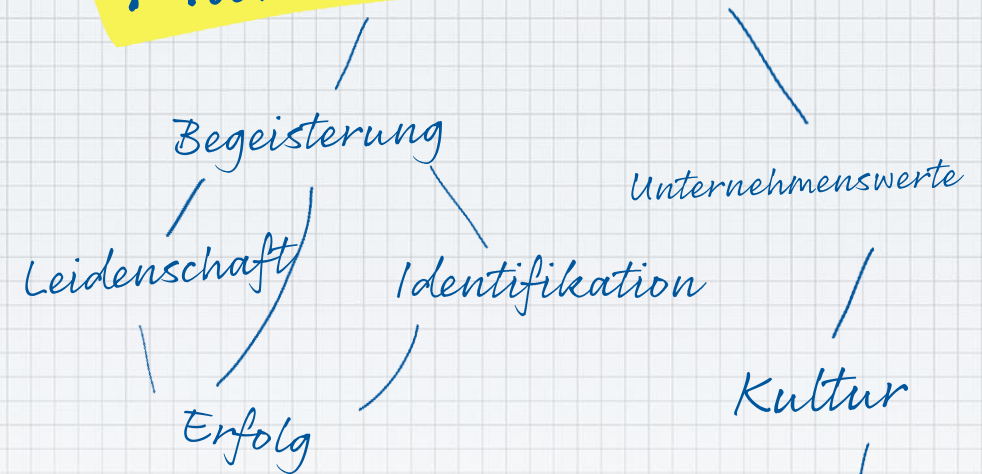 Begeisterung
Unternehmenswerte
Leidenschaft
Identifikation
Kultur
Erfolg